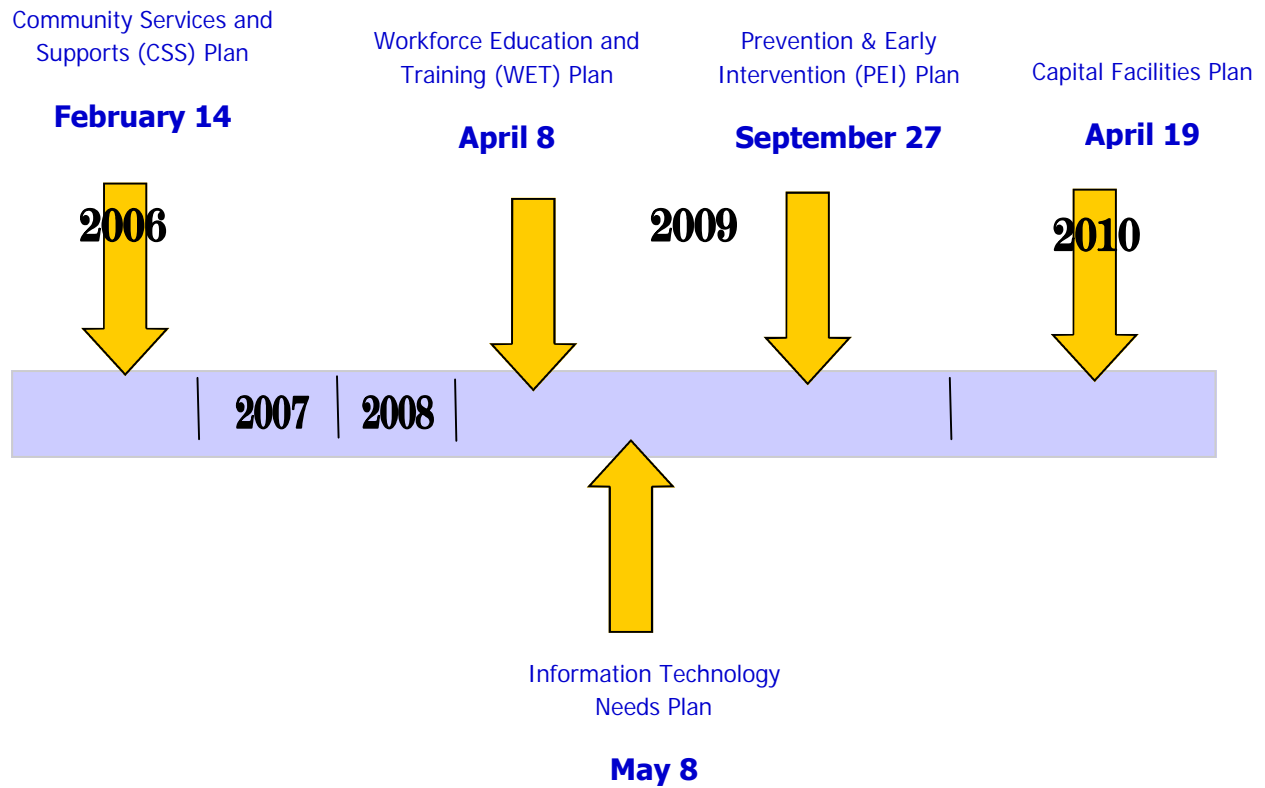 Community Services and
Supports (CSS) Plan
February 14
Workforce Education and
Training (WET) Plan
April 8
Prevention & Early
Intervention (PEI) Plan
September 27
Capital Facilities Plan
April 19
2006
2009
2010
2007
2008
Information Technology
Needs Plan
May 8